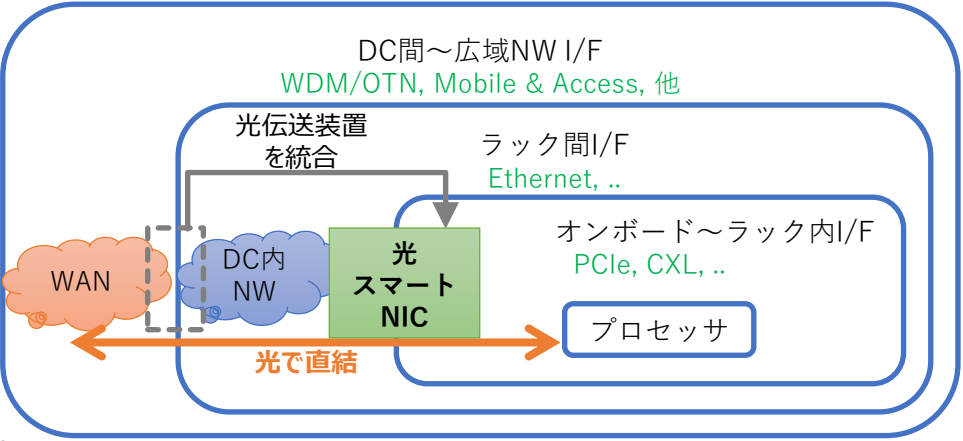 DC間～広域NW I/F
WDM/OTN, Mobile & Access, 他
光伝送装置
を統合
ラック間I/F
Ethernet, ..
オンボード～ラック内I/F
PCIe, CXL, ..
WAN
DC内
NW
光
スマート
NIC
プロセッサ
光で直結